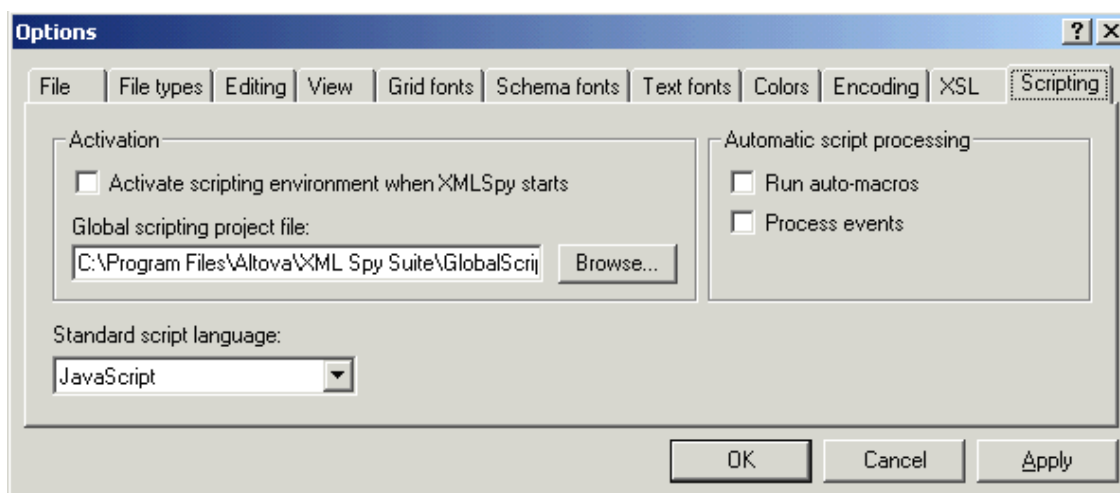 Options
File File types Editing View Grid fonts Schema fonts Text fonts Colors Encoding XSL Scripting
Activation
Activate scripting environment when XMLSpy starts
Global scripting project file:
C:\Program Files\Altova\XML Spy Suite\GlobalScrip
Browse...
Automatic script processing
Run auto-macros
Process events
Standard script language:
JavaScript
OK Cancel Apply